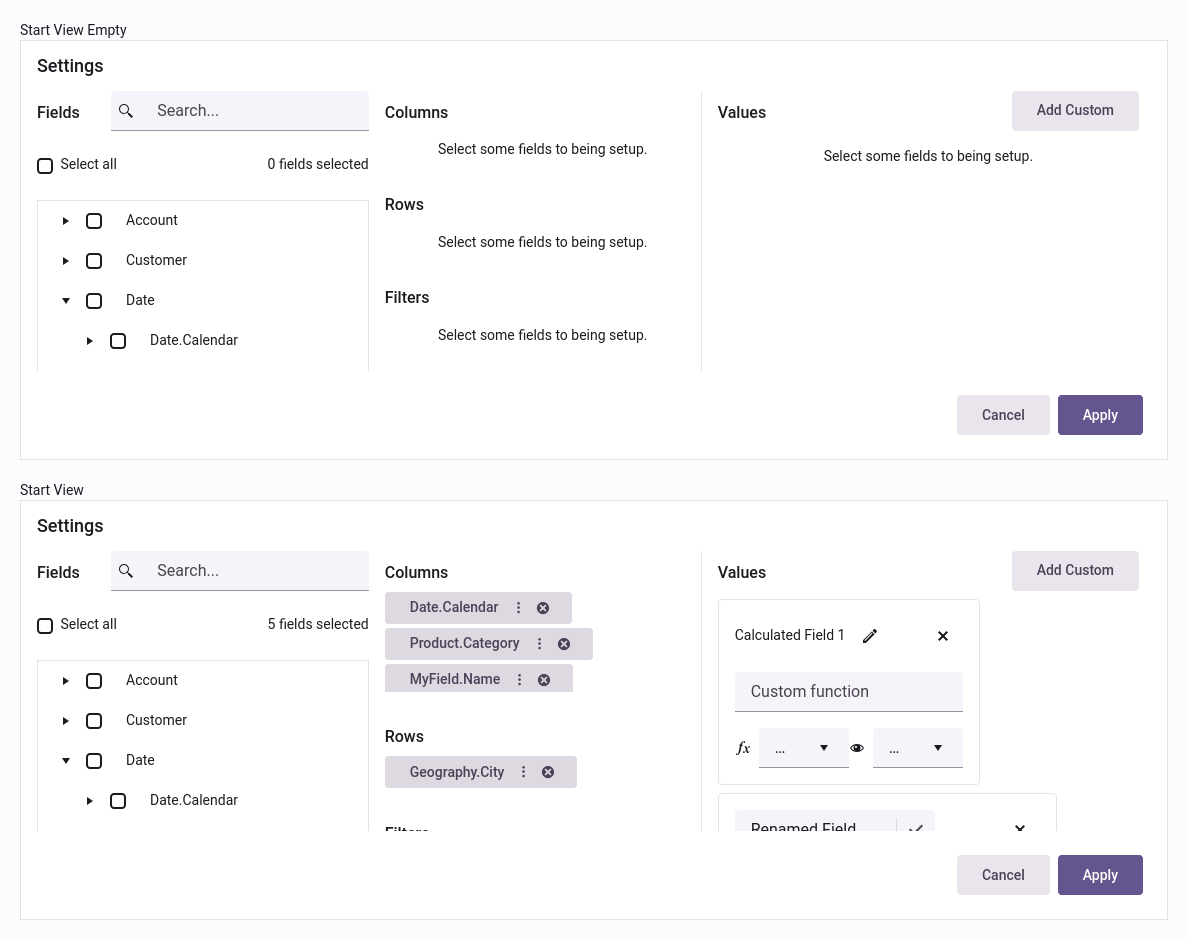 Start View Empty
Settings
Fields
Search...
Select all
0 fields selected
Account
Customer
Date
Date.Calendar
Columns
Select some fields to being setup.
Rows
Select some fields to being setup.
Filters
Select some fields to being setup.
Values
Add Custom
Select some fields to being setup.
Cancel
Apply
Start View
Settings
Fields
Search...
Select all
5 fields selected
Account
Customer
Date
Date.Calendar
Columns
Date.Calendar
Product.Category
MyField.Name
Rows
Geography.City
Filters
Values
Add Custom
Calculated Field 1
Custom function
fx
...
...
Renamed Field
Cancel
Apply